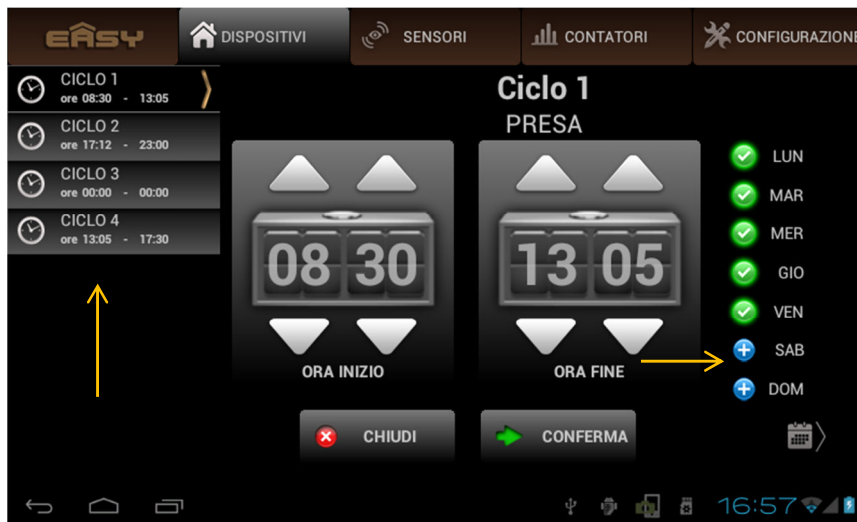 EASY
DISPOSITIVI
SENSORI
CONTATORI
CONFIGURAZIONE
CICLO 1
ore 08:30 - 13:05
CICLO 2
ore 17:12 - 23:00
CICLO 3
ore 00:00 - 00:00
CICLO 4
ore 13:05 - 17:30
Ciclo 1
PRESA
08 30
ORA INIZIO
13 05
ORA FINE
LUN
MAR
MER
GIO
VEN
SAB
DOM
CHIUDI
CONFERMA
16:57